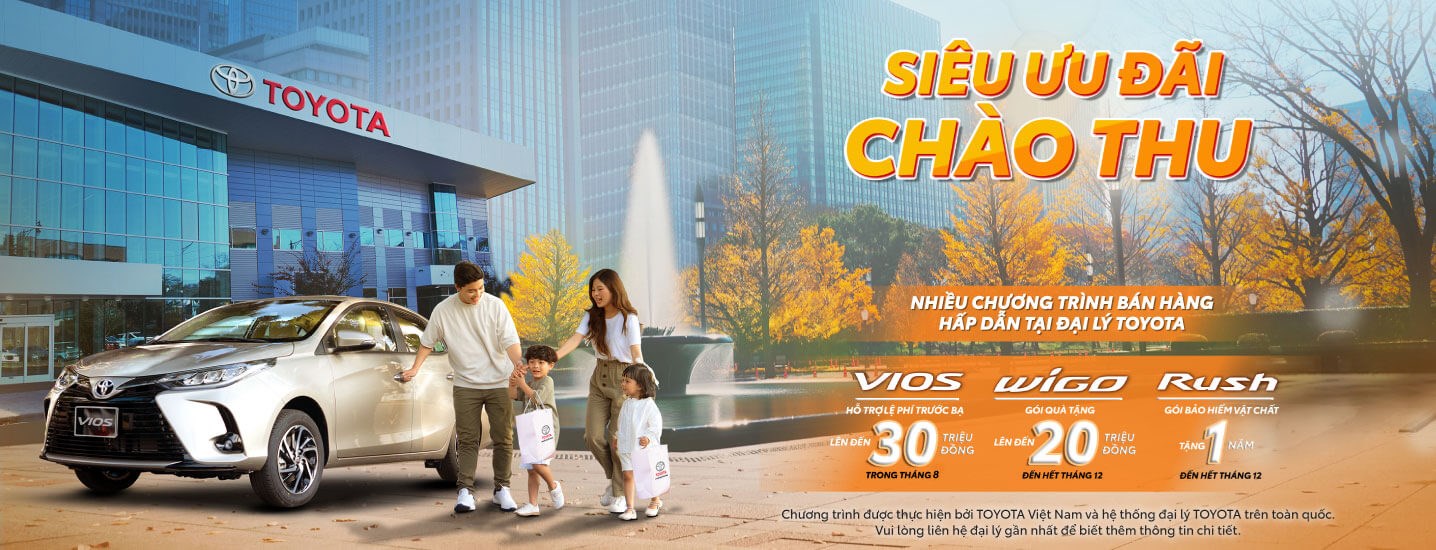 TOYOTA
SIÊU ƯU ĐÃI
CHÀO THU
NHIỀU CHƯƠNG TRÌNH BÁN HÀNG
HẤP DẪN TẠI ĐẠI LÝ TOYOTA
VIOS
HỖ TRỢ LỆ PHÍ TRƯỚC BẠ
LÊN ĐẾN 30 TRIỆU ĐỒNG
TRONG THÁNG 8
WIGO
GÓI QUÀ TẶNG
LÊN ĐẾN 20 TRIỆU ĐỒNG
ĐẾN HẾT THÁNG 12
Rush
GÓI BẢO HIỂM VẬT CHẤT
TẶNG 1 NĂM
ĐẾN HẾT THÁNG 12
VIOS
TOYOTA
TOYOTA
Chương trình được thực hiện bởi TOYOTA Việt Nam và hệ thống đại lý TOYOTA trên toàn quốc.
Vui lòng liên hệ đại lý gần nhất để biết thêm thông tin chi tiết.